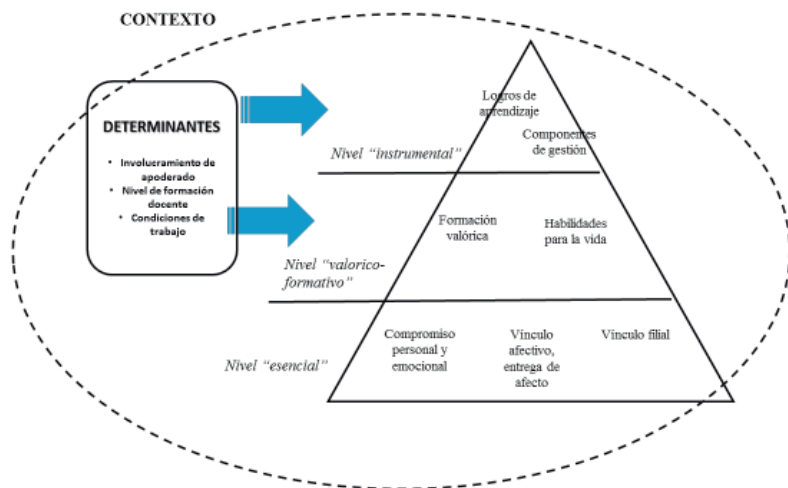 CONTEXTO
DETERMINANTES
• Involucramiento de
apoderado
• Nivel de formación
docente
• Condiciones de
trabajo
Logros de
aprendizaje
Componentes
de gestión
Nivel “instrumental”
Formación
valórica
Habilidades
para la vida
Nivel “valorico-
formativo”
Compromiso
personal y
emocional
Vínculo
afectivo,
entrega de
afecto
Vínculo filial
Nivel “esencial”